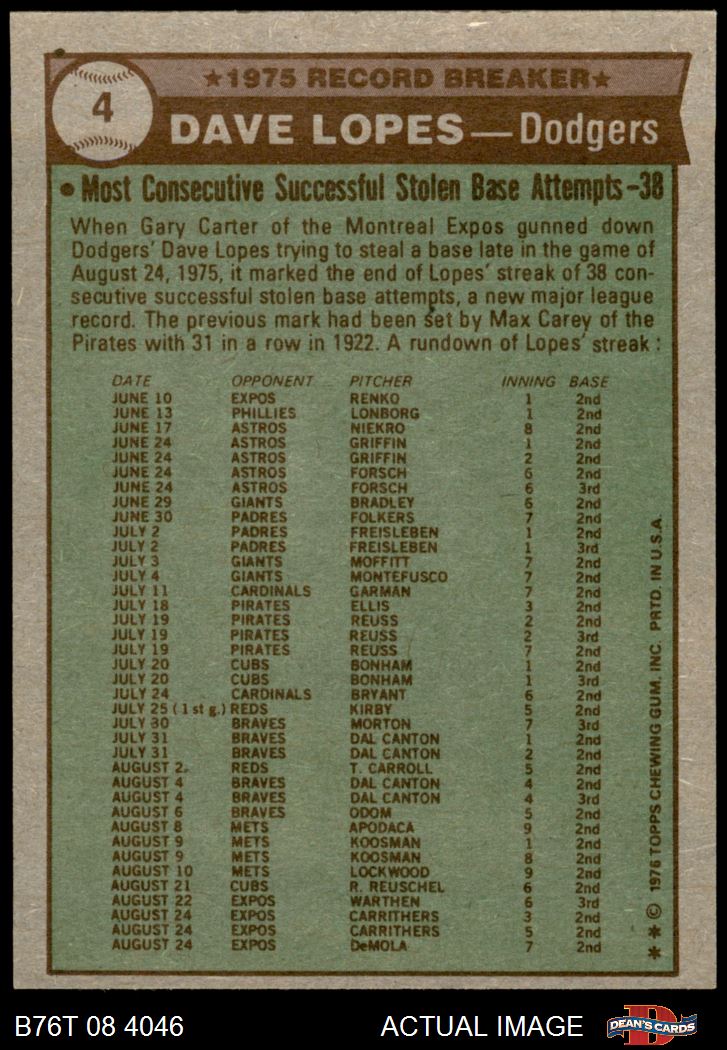 4
★1975 RECORD BREAKER★
DAVE LOPES—Dodgers
• Most Consecutive Successful Stolen Base Attempts-38
When Gary Carter of the Montreal Expos gunned down
Dodgers' Dave Lopes trying to steal a base late in the game of
August 24, 1975, it marked the end of Lopes' streak of 38 con-
secutive successful stolen base attempts, a new major league
record. The previous mark had been set by Max Carey of the
Pirates with 31 in a row in 1922. A rundown of Lopes' streak :
DATE OPPONENT PITCHER INNING BASE
JUNE 10 EXPOS RENKO 1 2nd
JUNE 13 PHILLIES LONBORG 1 2nd
JUNE 17 ASTROS NIEKRO 8 2nd
JUNE 24 ASTROS GRIFFIN 1 2nd
JUNE 24 ASTROS GRIFFIN 2 2nd
JUNE 24 ASTROS FORSCH 6 2nd
JUNE 24 ASTROS FORSCH 6 3rd
JUNE 29 GIANTS BRADLEY 6 2nd
JUNE 30 PADRES FOLKERS 7 2nd
JULY 2 PADRES FREISLEBEN 1 2nd
JULY 2 PADRES FREISLEBEN 1 3rd
JULY 3 GIANTS MOFFITT 7 2nd
JULY 4 GIANTS MONTEFUSCO 7 2nd
JULY 11 CARDINALS GARMAN 7 2nd
JULY 18 PIRATES ELLIS 3 2nd
JULY 19 PIRATES REUSS 2 2nd
JULY 19 PIRATES REUSS 2 3rd
JULY 19 PIRATES REUSS 7 2nd
JULY 20 CUBS BONHAM 1 2nd
JULY 20 CUBS BONHAM 1 3rd
JULY 24 CARDINALS BRYANT 6 2nd
JULY 25 (1st g.) REDS KIRBY 5 2nd
JULY 30 BRAVES MORTON 7 3rd
JULY 31 BRAVES DAL CANTON 1 2nd
JULY 31 BRAVES DAL CANTON 2 2nd
AUGUST 2 REDS T. CARROLL 5 2nd
AUGUST 4 BRAVES DAL CANTON 4 2nd
AUGUST 4 BRAVES DAL CANTON 4 3rd
AUGUST 6 BRAVES ODOM 5 2nd
AUGUST 8 METS APODACA 9 2nd
AUGUST 9 METS KOOSMAN 1 2nd
AUGUST 9 METS KOOSMAN 8 2nd
AUGUST 10 METS LOCKWOOD 9 2nd
AUGUST 21 CUBS R. REUSCHEL 6 2nd
AUGUST 22 EXPOS WARTHEN 6 3rd
AUGUST 24 EXPOS CARRITHERS 3 2nd
AUGUST 24 EXPOS CARRITHERS 5 2nd
AUGUST 24 EXPOS DeMOLA 7 2nd
** © 1976 TOPPS CHEWING GUM, INC. PRTD. IN U.S.A.
B76T 08 4046 ACTUAL IMAGE
DEAN'S CARDS